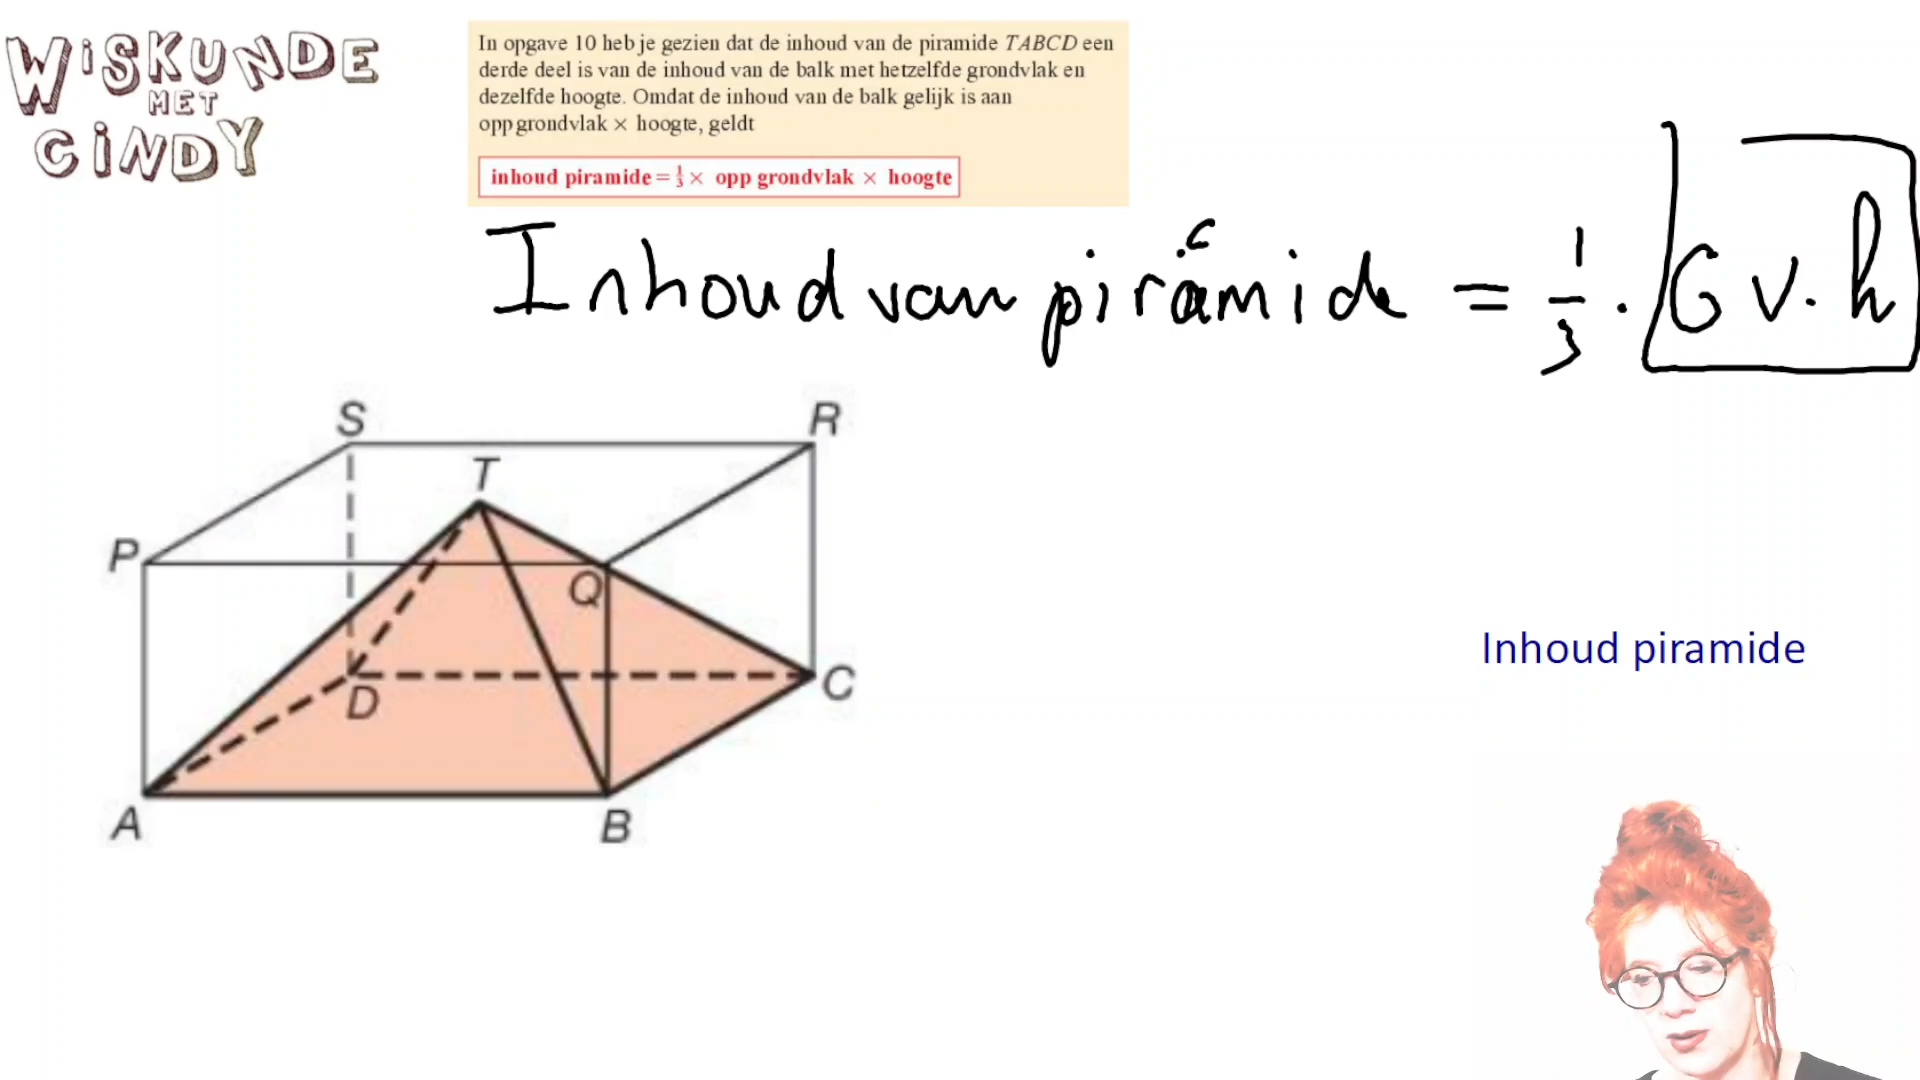 WiSKUNDE
MET
CiNDY
In opgave 10 heb je gezien dat de inhoud van de piramide TABCD een
derde deel is van de inhoud van de balk met hetzelfde grondvlak en
dezelfde hoogte. Omdat de inhoud van de balk gelijk is aan
opp grondvlak × hoogte, geldt
inhoud piramide = 1/3 × opp grondvlak × hoogte
Inhoud van piramide = 1/3 · G v · h
S
R
T
P
Q
D
C
A
B
Inhoud piramide